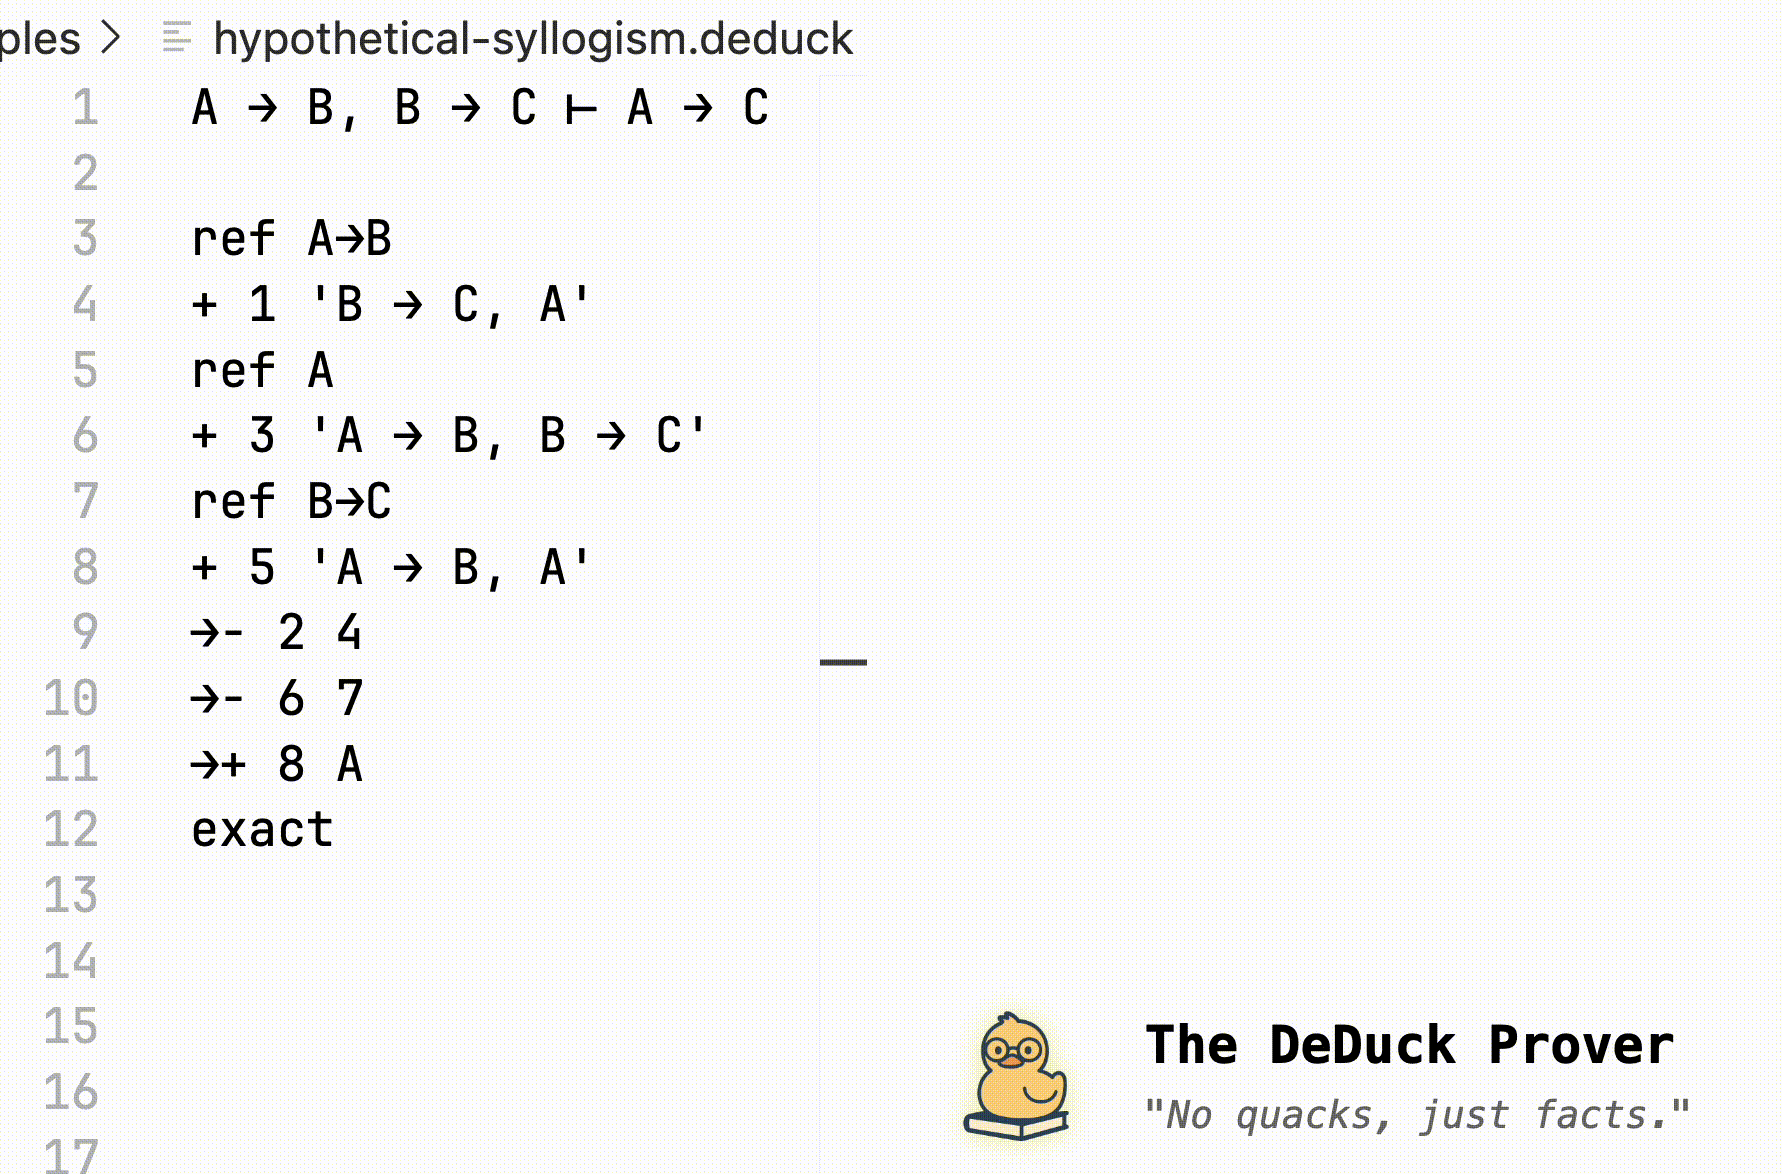 ples > hypothetical-syllogism.deduck
1 A → B, B → C ⊢ A → C
2
3 ref A→B
4 + 1 'B → C, A'
5 ref A
6 + 3 'A → B, B → C'
7 ref B→C
8 + 5 'A → B, A'
9 →- 2 4
10 →- 6 7
11 →+ 8 A
12 exact
13
14
15
16
17
The DeDuck Prover
"No quacks, just facts."